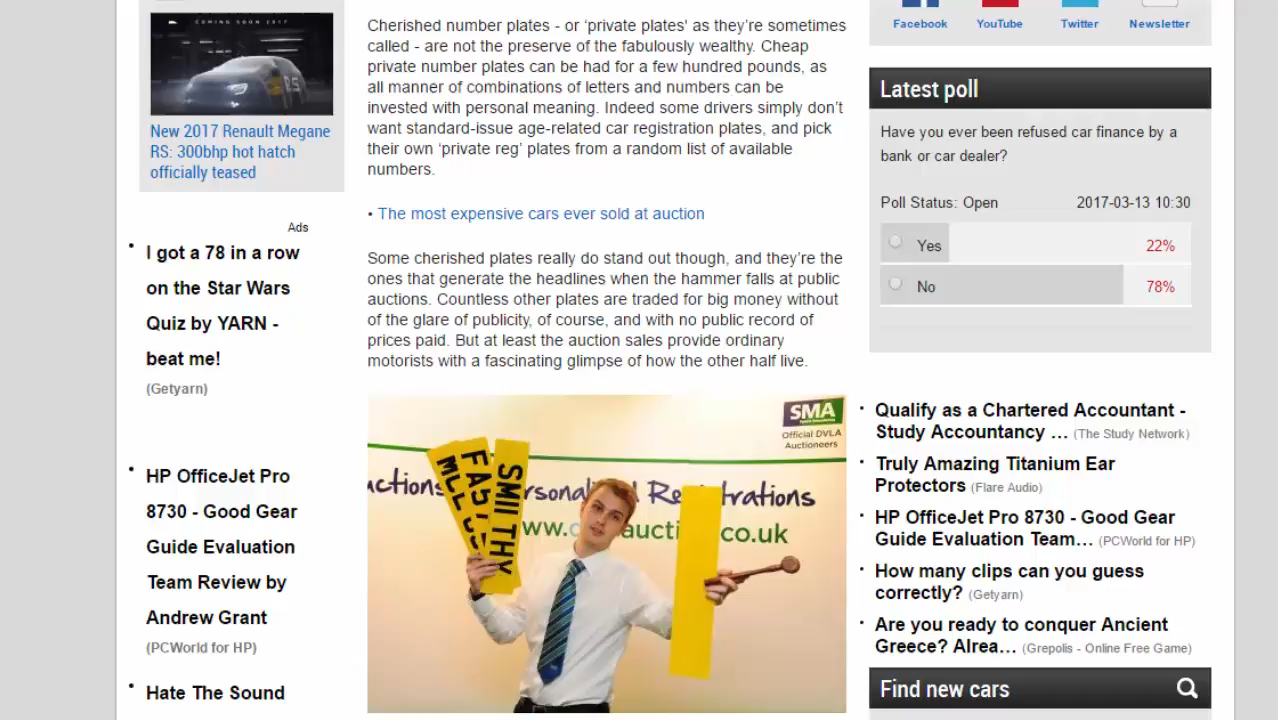 COMING SOON 2017
New 2017 Renault Megane
RS: 300bhp hot hatch
officially teased
Ads
I got a 78 in a row
on the Star Wars
Quiz by YARN -
beat me!
(Getyarn)
HP OfficeJet Pro
8730 - Good Gear
Guide Evaluation
Team Review by
Andrew Grant
(PCWorld for HP)
Hate The Sound
Cherished number plates - or ‘private plates' as they’re sometimes
called - are not the preserve of the fabulously wealthy. Cheap
private number plates can be had for a few hundred pounds, as
all manner of combinations of letters and numbers can be
invested with personal meaning. Indeed some drivers simply don’t
want standard-issue age-related car registration plates, and pick
their own ‘private reg’ plates from a random list of available
numbers.
• The most expensive cars ever sold at auction
Some cherished plates really do stand out though, and they’re the
ones that generate the headlines when the hammer falls at public
auctions. Countless other plates are traded for big money without
of the glare of publicity, of course, and with no public record of
prices paid. But at least the auction sales provide ordinary
motorists with a fascinating glimpse of how the other half live.
SMA
Official DVLA
Auctioneers
SMII THY
Facebook YouTube Twitter Newsletter
Latest poll
Have you ever been refused car finance by a
bank or car dealer?
Poll Status: Open 2017-03-13 10:30
Yes 22%
No 78%
Qualify as a Chartered Accountant -
Study Accountancy … (The Study Network)
Truly Amazing Titanium Ear
Protectors (Flare Audio)
HP OfficeJet Pro 8730 - Good Gear
Guide Evaluation Team… (PCWorld for HP)
How many clips can you guess
correctly? (Getyarn)
Are you ready to conquer Ancient
Greece? Alrea… (Grepolis - Online Free Game)
Find new cars